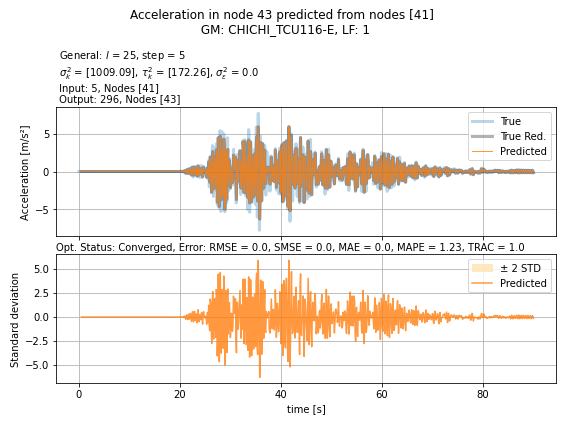 Acceleration in node 43 predicted from nodes [41]
GM: CHICHI_TCU116-E, LF: 1
General: l = 25, step = 5
σ²ₖ = [1009.09], τ²ₖ = [172.26], σ²ε = 0.0
Input: 5, Nodes [41]
Output: 296, Nodes [43]
True
True Red.
Predicted
Acceleration [m/s²]
5
0
−5
Opt. Status: Converged, Error: RMSE = 0.0, SMSE = 0.0, MAE = 0.0, MAPE = 1.23, TRAC = 1.0
± 2 STD
Predicted
Standard deviation
5.0
2.5
0.0
−2.5
−5.0
0 20 40 60 80
time [s]